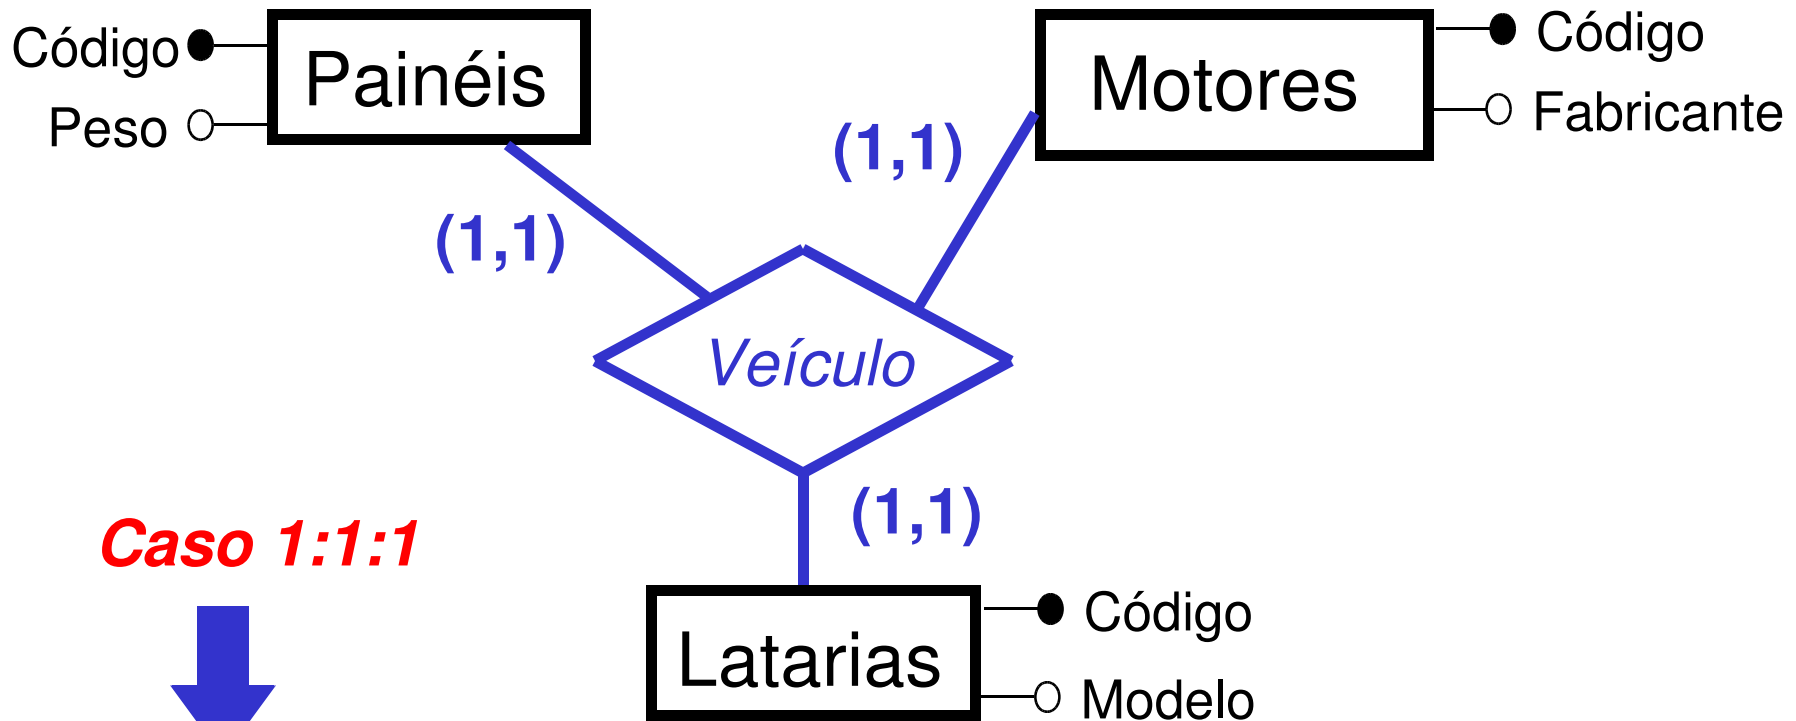 Código
Peso
Painéis
Motores
Código
Fabricante
(1,1)
(1,1)
Veículo
(1,1)
Caso 1:1:1
Latarias
Código
Modelo